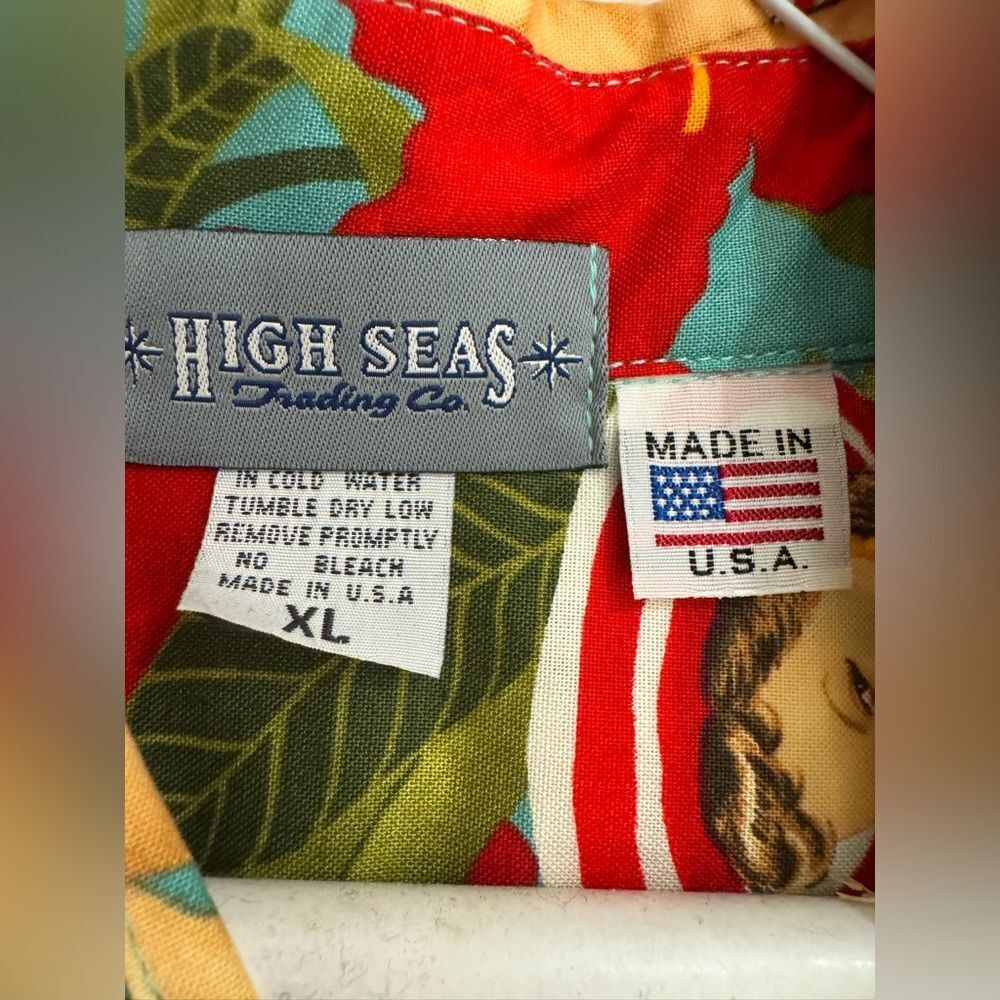 HIGH SEAS
Trading Co.
IN COLD WATER
TUMBLE DRY LOW
REMOVE PROMPTLY
NO BLEACH
MADE IN U.S.A
XL
MADE IN
U.S.A.